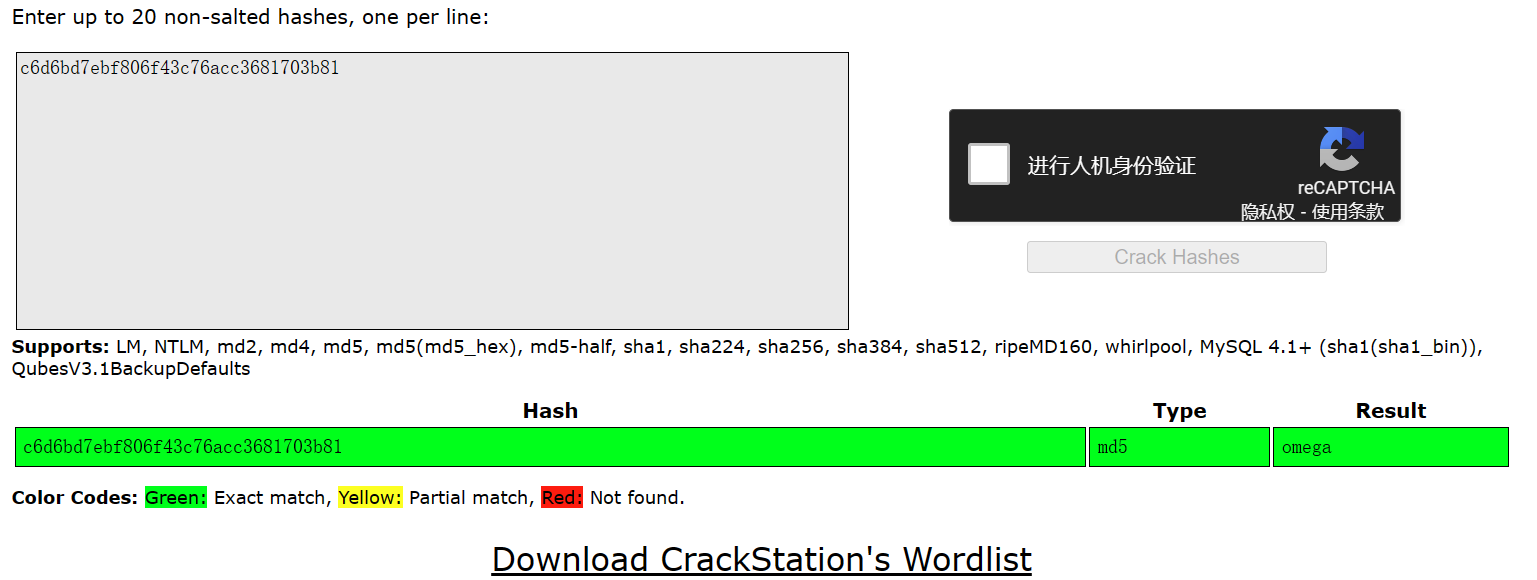 Enter up to 20 non-salted hashes, one per line:
c6d6bd7ebf806f43c76acc3681703b81
进行人机身份验证
reCAPTCHA
隐私权 - 使用条款
Crack Hashes
Supports: LM, NTLM, md2, md4, md5, md5(md5_hex), md5-half, sha1, sha224, sha256, sha384, sha512, ripeMD160, whirlpool, MySQL 4.1+ (sha1(sha1_bin)),
QubesV3.1BackupDefaults
Hash Type Result
c6d6bd7ebf806f43c76acc3681703b81 md5 omega
Color Codes: Green: Exact match, Yellow: Partial match, Red: Not found.
Download CrackStation's Wordlist